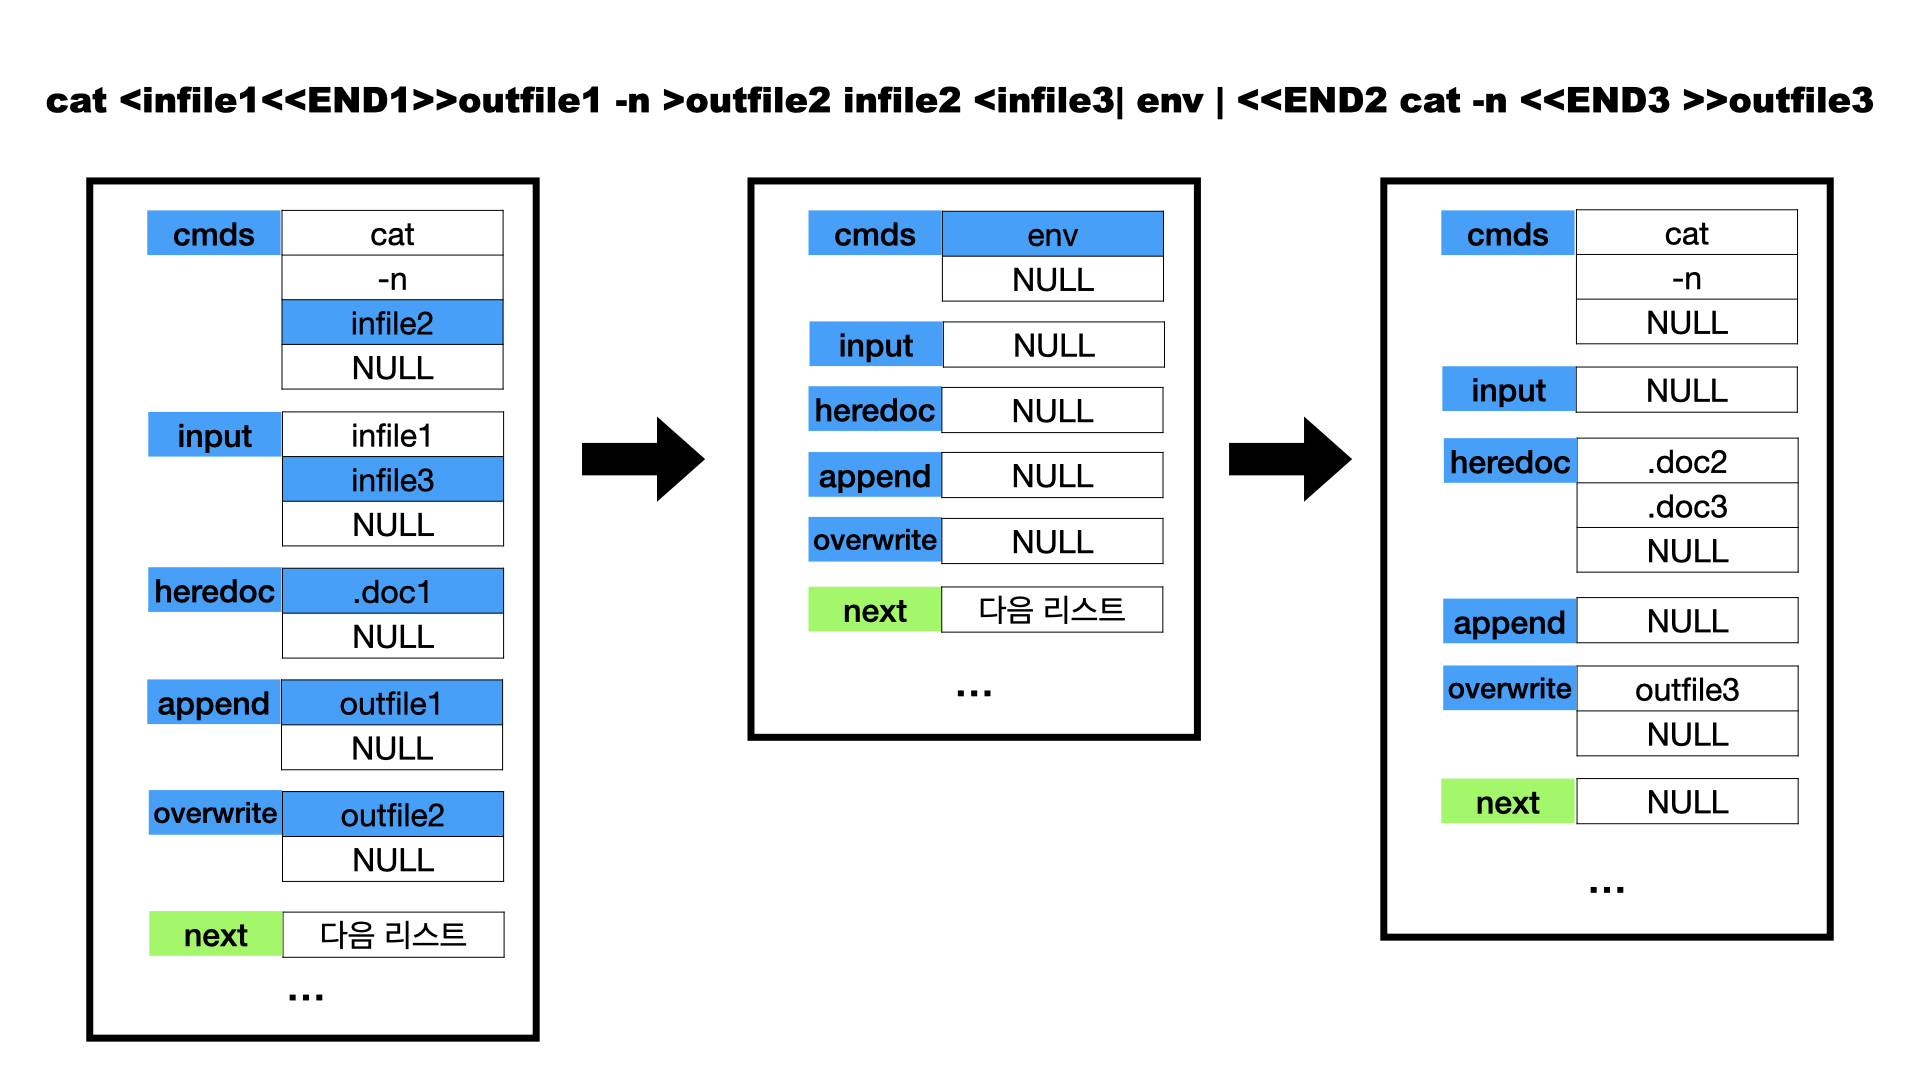 cat <infile1<<END1>>outfile1 -n >outfile2 infile2 <infile3| env | <<END2 cat -n <<END3 >>outfile3
cmds cat
-n
infile2
NULL
input infile1
infile3
NULL
heredoc .doc1
NULL
append outfile1
NULL
overwrite outfile2
NULL
next 다음 리스트
...
cmds env
NULL
input NULL
heredoc NULL
append NULL
overwrite NULL
next 다음 리스트
...
cmds cat
-n
NULL
input NULL
heredoc .doc2
.doc3
NULL
append NULL
overwrite outfile3
NULL
next NULL
...